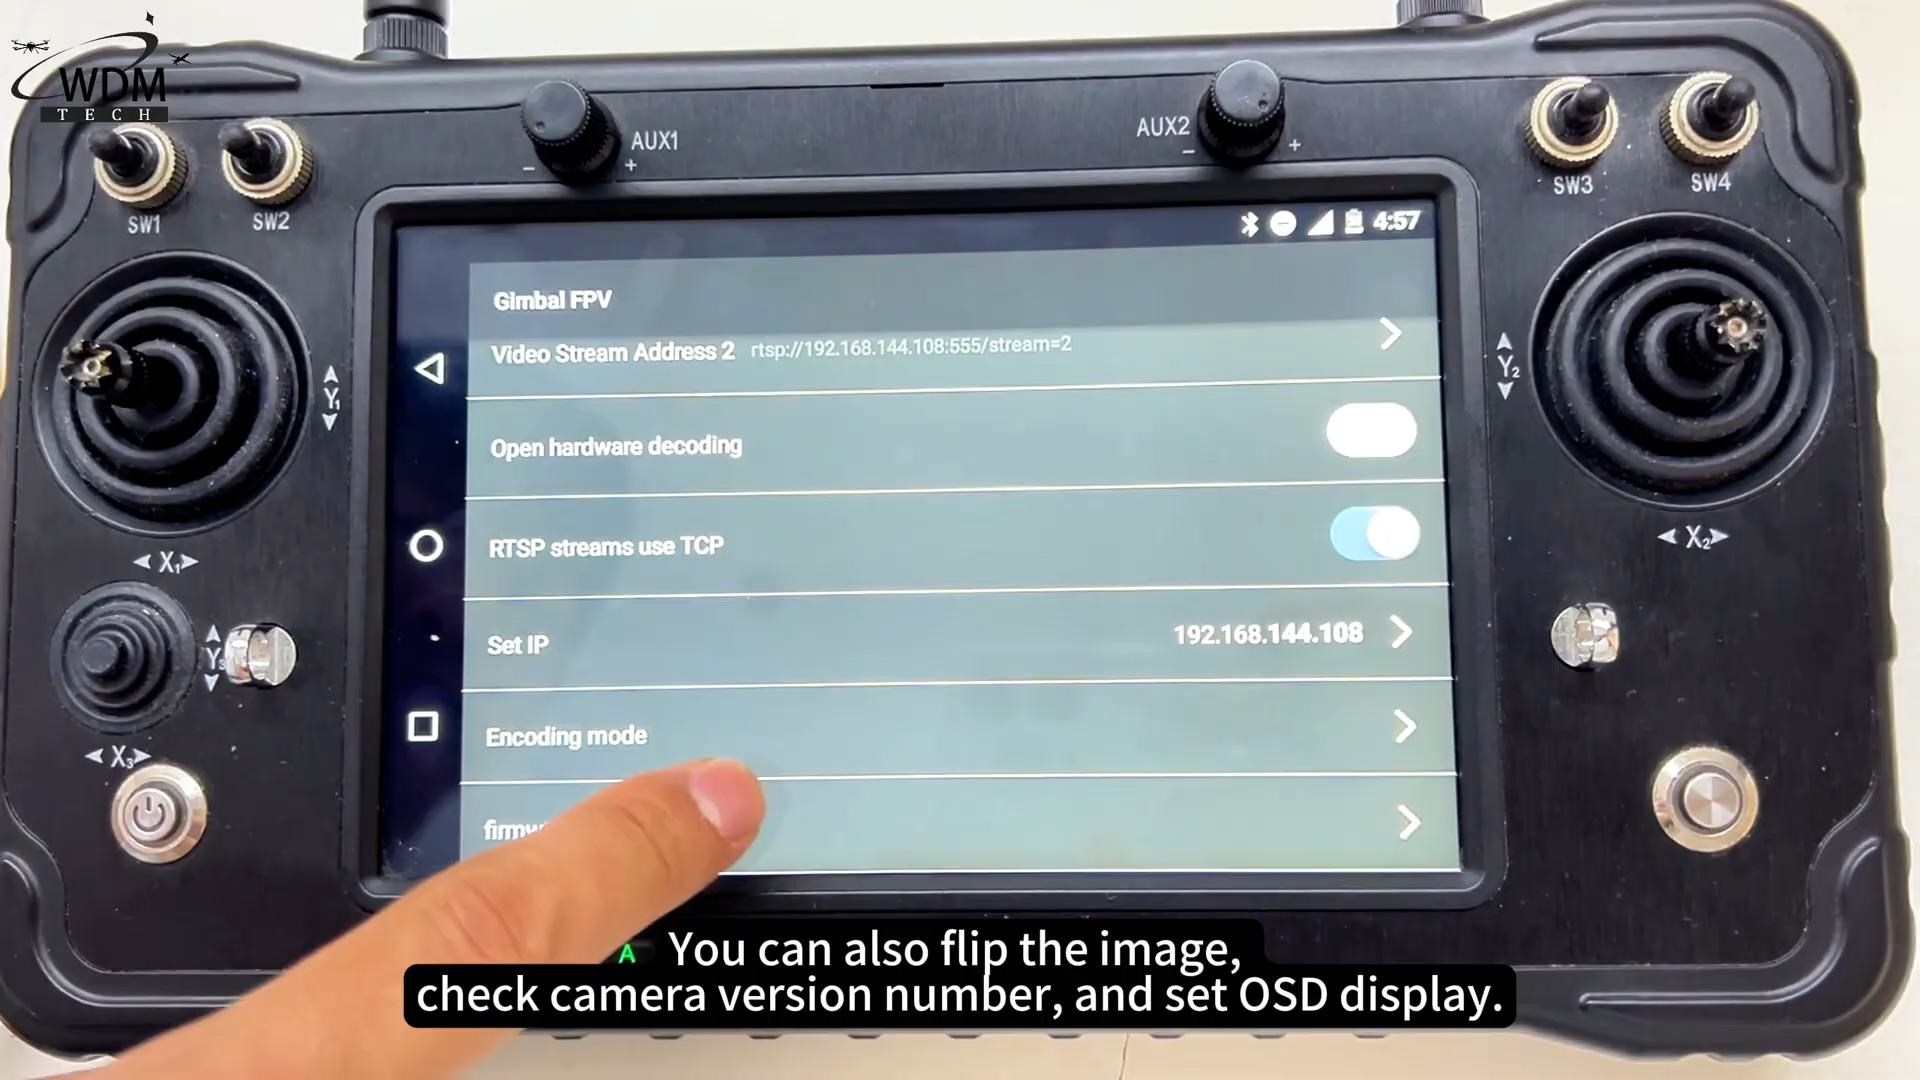 WDM
TECH
SW1
SW2
AUX1
- +
AUX2
- +
SW3
SW4
4:57
Gimbal FPV
Video Stream Address 2 rtsp://192.168.144.108:555/stream=2
Open hardware decoding
RTSP streams use TCP
Set IP 192.168.144.108
Encoding mode
Y1
X1
Y3
X3
Y2
X2
A
You can also flip the image,
check camera version number, and set OSD display.